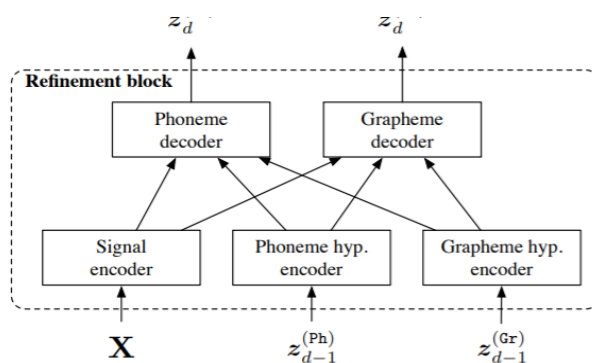 z_d z_d
Refinement block
Phoneme decoder
Grapheme decoder
Signal encoder
Phoneme hyp. encoder
Grapheme hyp. encoder
X z_{d-1}^{(Ph)} z_{d-1}^{(Gr)}